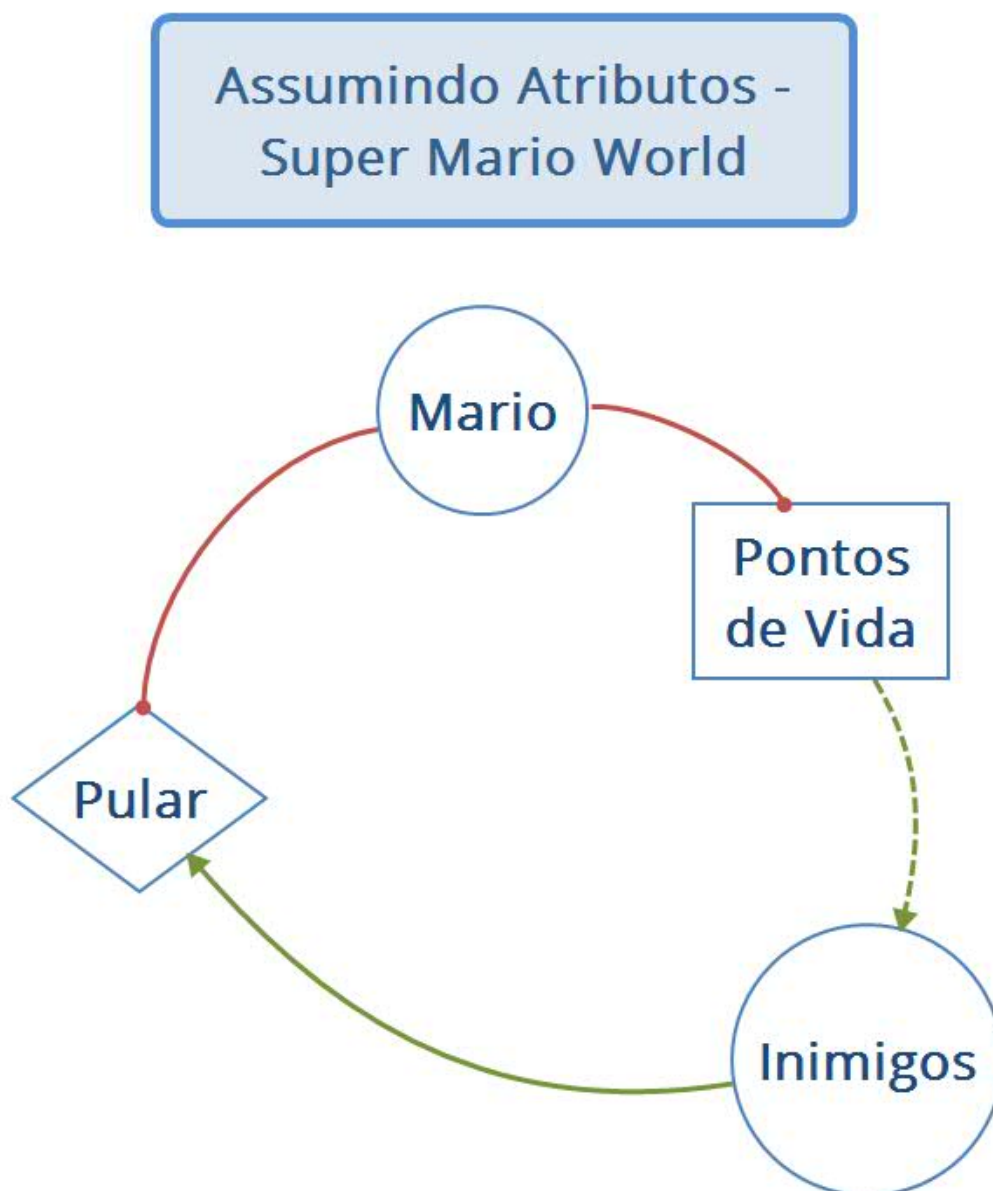 Assumindo Atributos -
Super Mario World
Mario
Pontos
de Vida
Pular
Inimigos